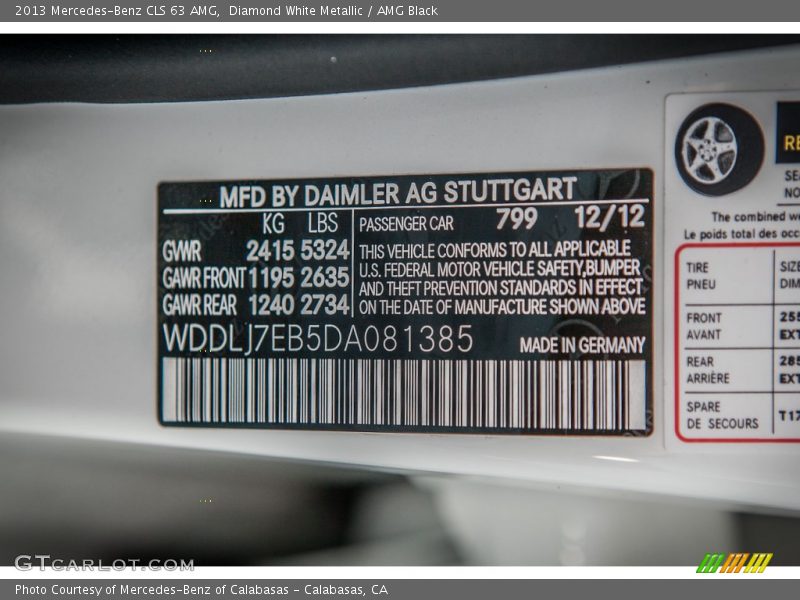 2013 Mercedes-Benz CLS 63 AMG, Diamond White Metallic / AMG Black
MFD BY DAIMLER AG STUTTGART
KG LBS
GWR 2415 5324
GAWR FRONT 1195 2635
GAWR REAR 1240 2734
PASSENGER CAR 799 12/12
THIS VEHICLE CONFORMS TO ALL APPLICABLE
U.S. FEDERAL MOTOR VEHICLE SAFETY,BUMPER
AND THEFT PREVENTION STANDARDS IN EFFECT
ON THE DATE OF MANUFACTURE SHOWN ABOVE
WDDLJ7EB5DA081385 MADE IN GERMANY
The combined
Le poids total des
TIRE
PNEU
FRONT
AVANT
REAR
ARRIÈRE
SPARE
DE SECOURS
GTCARLOT.COM
Photo Courtesy of Mercedes-Benz of Calabasas - Calabasas, CA